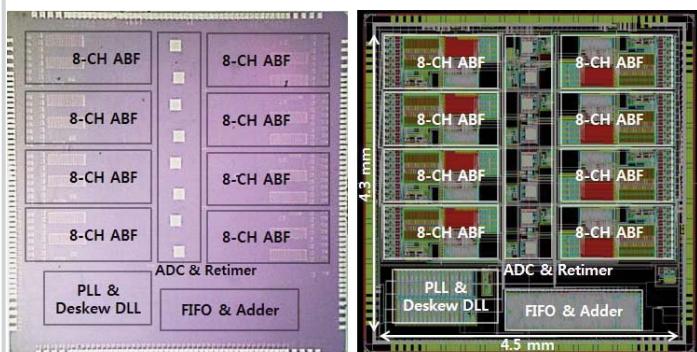 8-CH ABF
8-CH ABF
8-CH ABF
8-CH ABF
8-CH ABF
8-CH ABF
8-CH ABF
8-CH ABF
ADC & Retimer
PLL &
Deskew DLL
FIFO & Adder
8-CH ABF
8-CH ABF
8-CH ABF
8-CH ABF
8-CH ABF
8-CH ABF
8-CH ABF
8-CH ABF
4.3 mm
ADC & Retimer
PLL &
Deskew DLL
FIFO & Adder
4.5 mm